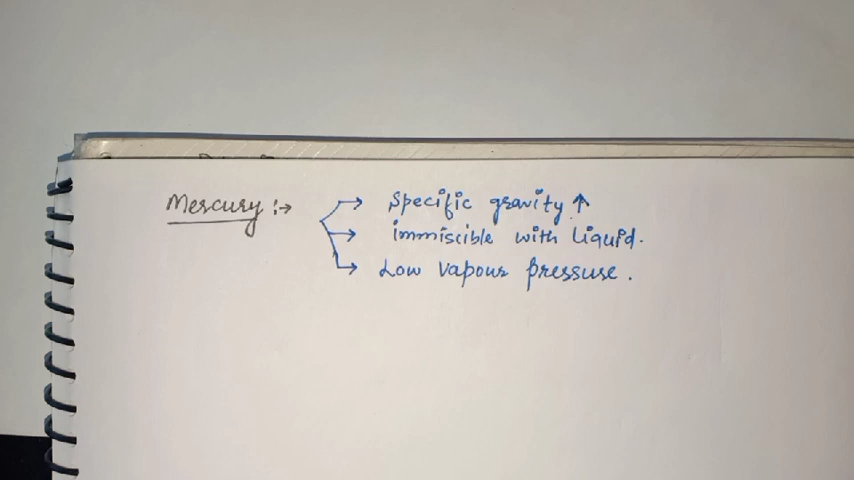 Mercury :→ → Specific gravity ↑
→ immiscible with liquid.
→ Low vapour pressure.